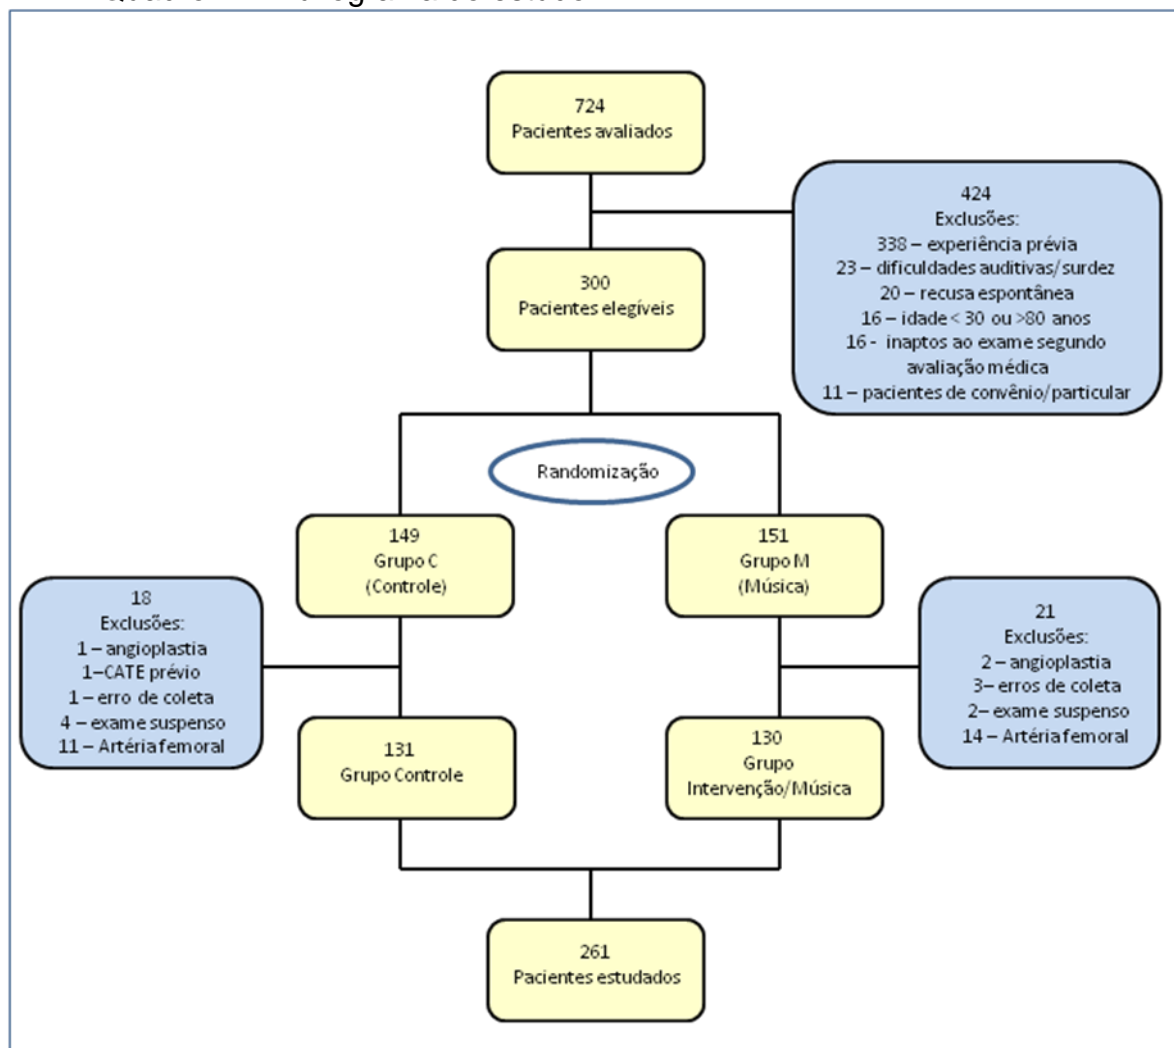 724
Pacientes avaliados
424
Exclusões:
338 – experiência prévia
23 – dificuldades auditivas/surdez
20 – recusa espontânea
16 – idade < 30 ou >80 anos
16 - inaptos ao exame segundo
avaliação médica
11 – pacientes de convênio/particular
300
Pacientes elegíveis
Randomização
149
Grupo C
(Controle)
151
Grupo M
(Música)
18
Exclusões:
1 – angioplastia
1–CATE prévio
1 – erro de coleta
4 – exame suspenso
11 – Artéria femoral
21
Exclusões:
2 – angioplastia
3– erros de coleta
2– exame suspenso
14 – Artéria femoral
131
Grupo Controle
130
Grupo
Intervenção/Música
261
Pacientes estudados